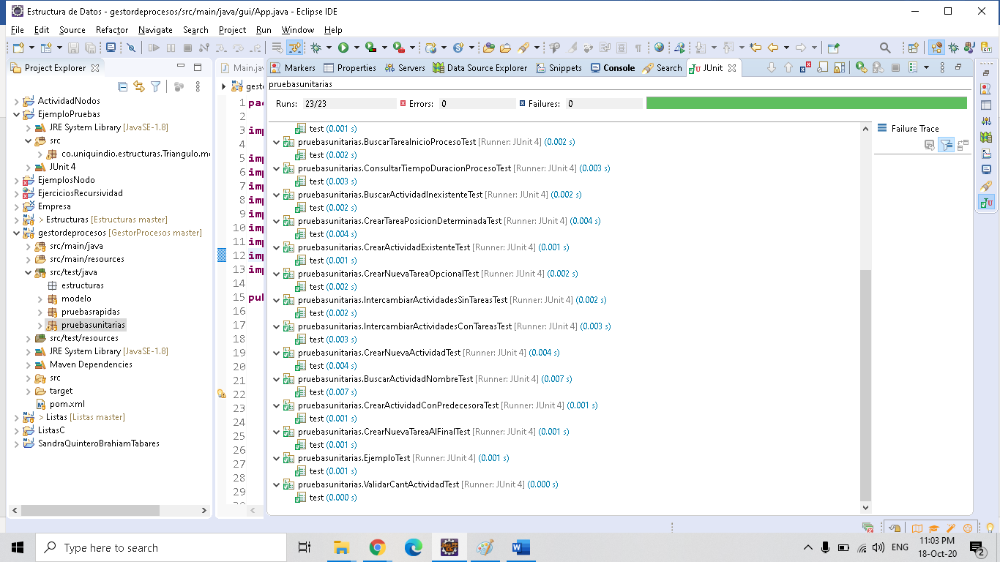 Estructura de Datos - gestordeprocesos/src/main/java/gui/App.java - Eclipse IDE
File Edit Source Refactor Navigate Search Project Run Window Help
Project Explorer
ActividadNodos
EjemploPruebas
JRE System Library [JavaSE-1.8]
src
co.uniquindio.estructuras.Triangulo.m
JUnit 4
EjemplosNodo
EjerciciosRecursividad
Empresa
> Estructuras [Estructuras master]
gestordeprocesos [GestorProcesos master]
src/main/java
src/main/resources
src/test/java
estructuras
modelo
pruebasrapidas
pruebasunitarias
src/test/resources
JRE System Library [JavaSE-1.8]
Maven Dependencies
src
target
pom.xml
> Listas [Listas master]
ListasC
SandraQuinteroBrahiamTabares
Main.jav
gesto
1 pac
2
3 imp
4
5 imp
6 imp
7 imp
8 imp
9 imp
10 imp
11 imp
12 imp
13 imp
14
15 pub
16
17
18
19
20
21
22
23
24
25
26
27
28
29
Markers Properties Servers Data Source Explorer Snippets Console Search JUnit
pruebasunitarias
Runs: 23/23 Errors: 0 Failures: 0
test (0.001 s)
pruebasunitarias.BuscarTareaInicioProcesoTest [Runner: JUnit 4] (0.002 s)
test (0.002 s)
pruebasunitarias.ConsultarTiempoDuracionProcesoTest [Runner: JUnit 4] (0.003 s)
test (0.003 s)
pruebasunitarias.BuscarActividadInexistenteTest [Runner: JUnit 4] (0.002 s)
test (0.002 s)
pruebasunitarias.CrearTareaPosicionDeterminadaTest [Runner: JUnit 4] (0.004 s)
test (0.004 s)
pruebasunitarias.CrearActividadExistenteTest [Runner: JUnit 4] (0.001 s)
test (0.001 s)
pruebasunitarias.CrearNuevaTareaOpcionalTest [Runner: JUnit 4] (0.002 s)
test (0.002 s)
pruebasunitarias.IntercambiarActividadesSinTareasTest [Runner: JUnit 4] (0.002 s)
test (0.002 s)
pruebasunitarias.IntercambiarActividadesConTareasTest [Runner: JUnit 4] (0.003 s)
test (0.003 s)
pruebasunitarias.CrearNuevaActividadTest [Runner: JUnit 4] (0.004 s)
test (0.004 s)
pruebasunitarias.BuscarActividadNombreTest [Runner: JUnit 4] (0.007 s)
test (0.007 s)
pruebasunitarias.CrearActividadConPredecesoraTest [Runner: JUnit 4] (0.001 s)
test (0.001 s)
pruebasunitarias.CrearNuevaTareaAlFinalTest [Runner: JUnit 4] (0.001 s)
test (0.001 s)
pruebasunitarias.EjemploTest [Runner: JUnit 4] (0.001 s)
test (0.001 s)
pruebasunitarias.ValidarCantActividadTest [Runner: JUnit 4] (0.000 s)
test (0.000 s)
Failure Trace
Type here to search
ENG
11:03 PM
18-Oct-20
2